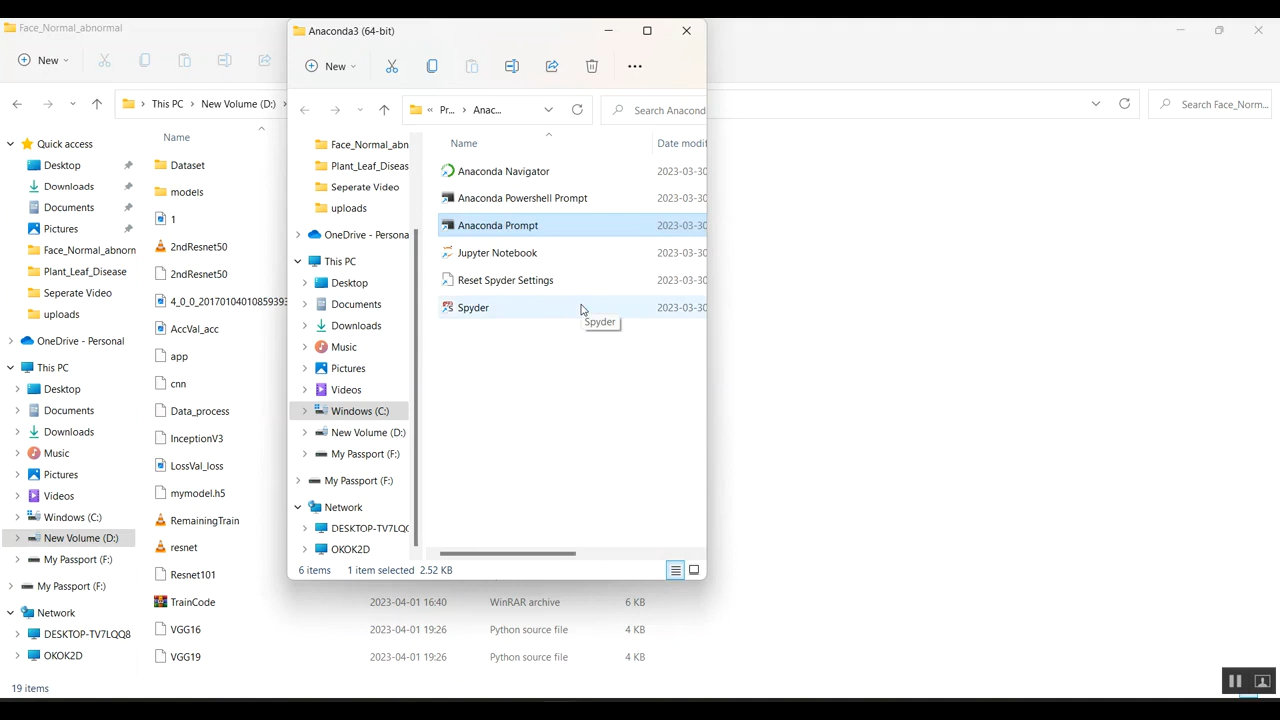 Face_Normal_abnormal
New
This PC
New Volume (D:)
Search Face_Norm...
Quick access
Desktop
Downloads
Documents
Pictures
Face_Normal_abnorn
Plant_Leaf_Disease
Seperate Video
uploads
OneDrive - Personal
This PC
Desktop
Documents
Downloads
Music
Pictures
Videos
Windows (C:)
New Volume (D:)
My Passport (F:)
My Passport (F:)
Network
DESKTOP-TV7LQQ8
OKOK2D
19 items
Name
Dataset
models
1
2ndResnet50
2ndResnet50
4_0_0_20170104010859393
AccVal_acc
app
cnn
Data_process
InceptionV3
LossVal_loss
mymodel.h5
RemainingTrain
resnet
Resnet101
TrainCode 2023-04-01 16:40 WinRAR archive 6 KB
VGG16 2023-04-01 19:26 Python source file 4 KB
VGG19 2023-04-01 19:26 Python source file 4 KB
Anaconda3 (64-bit)
New
« Pr... Anac...
Search Anacond
Face_Normal_abn
Plant_Leaf_Diseas
Seperate Video
uploads
OneDrive - Persona
This PC
Desktop
Documents
Downloads
Music
Pictures
Videos
Windows (C:)
New Volume (D:)
My Passport (F:)
My Passport (F:)
Network
DESKTOP-TV7LQ
OKOK2D
Name Date modif
Anaconda Navigator 2023-03-30
Anaconda Powershell Prompt 2023-03-30
Anaconda Prompt 2023-03-30
Jupyter Notebook 2023-03-30
Reset Spyder Settings 2023-03-30
Spyder 2023-03-30
Spyder
6 items 1 item selected 2.52 KB